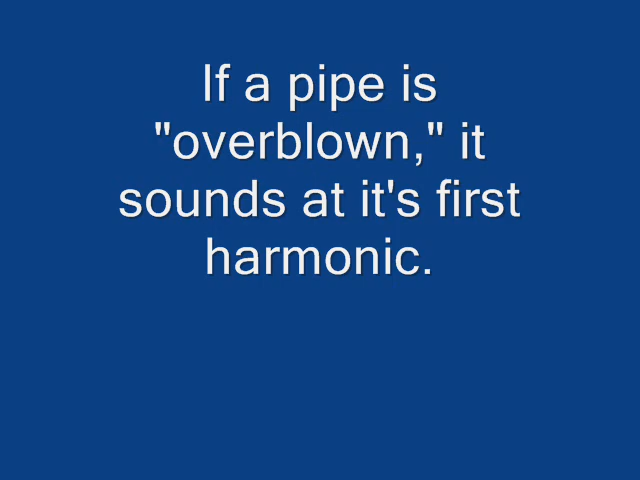 If a pipe is
"overblown," it
sounds at it's first
harmonic.